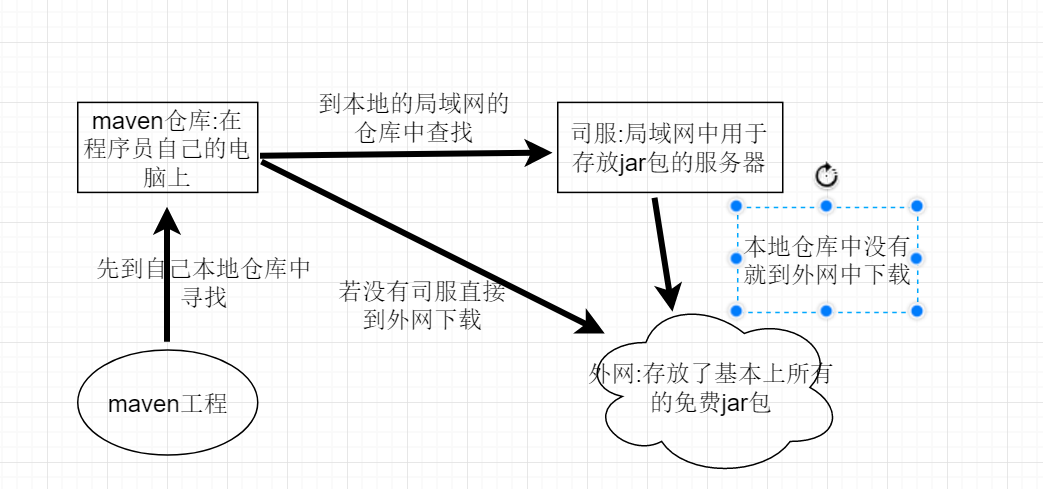 到本地的局域网的
仓库中查找
maven仓库:在
程序员自己的电
脑上
司服:局域网中用于
存放jar包的服务器
本地仓库中没有
就到外网中下载
先到自己本地仓库中
寻找
若没有司服直接
到外网下载
外网:存放了基本上所有
的免费jar包
maven工程